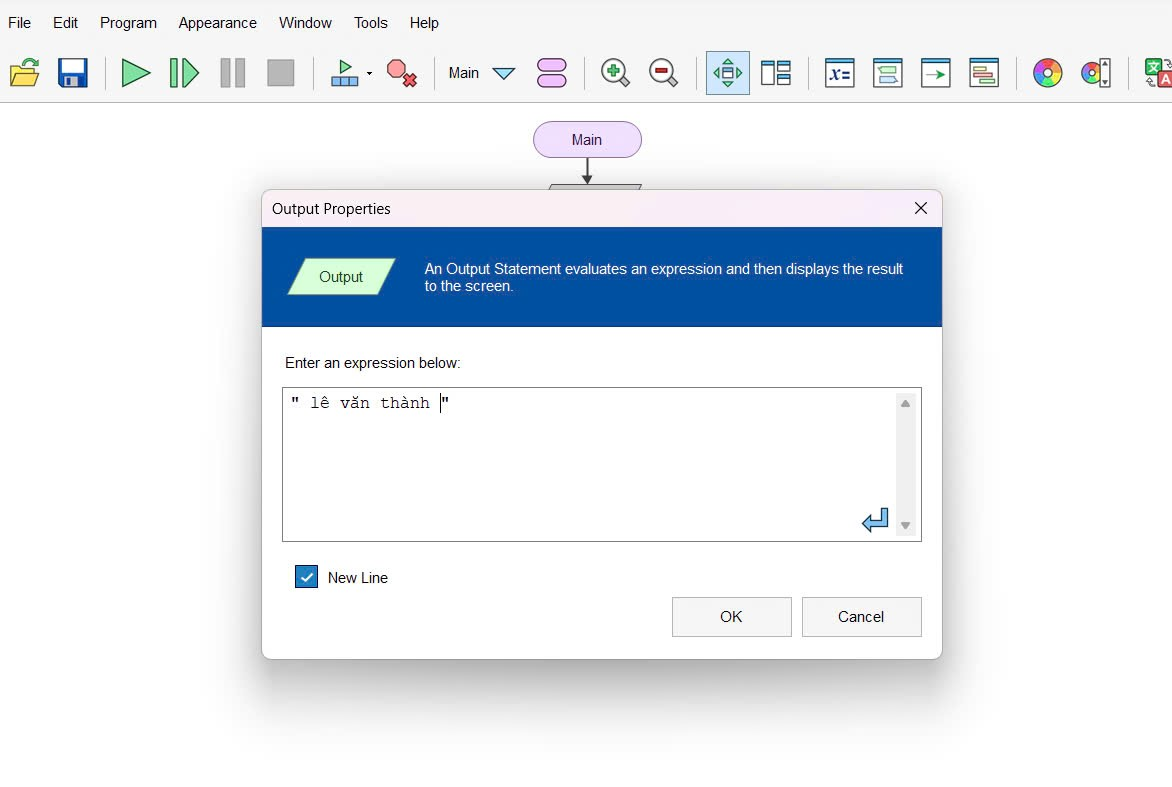 File Edit Program Appearance Window Tools Help
Main
x=
文
A
Main
Output Properties
Output
An Output Statement evaluates an expression and then displays the result
to the screen.
Enter an expression below:
" lê văn thành "
New Line
OK Cancel